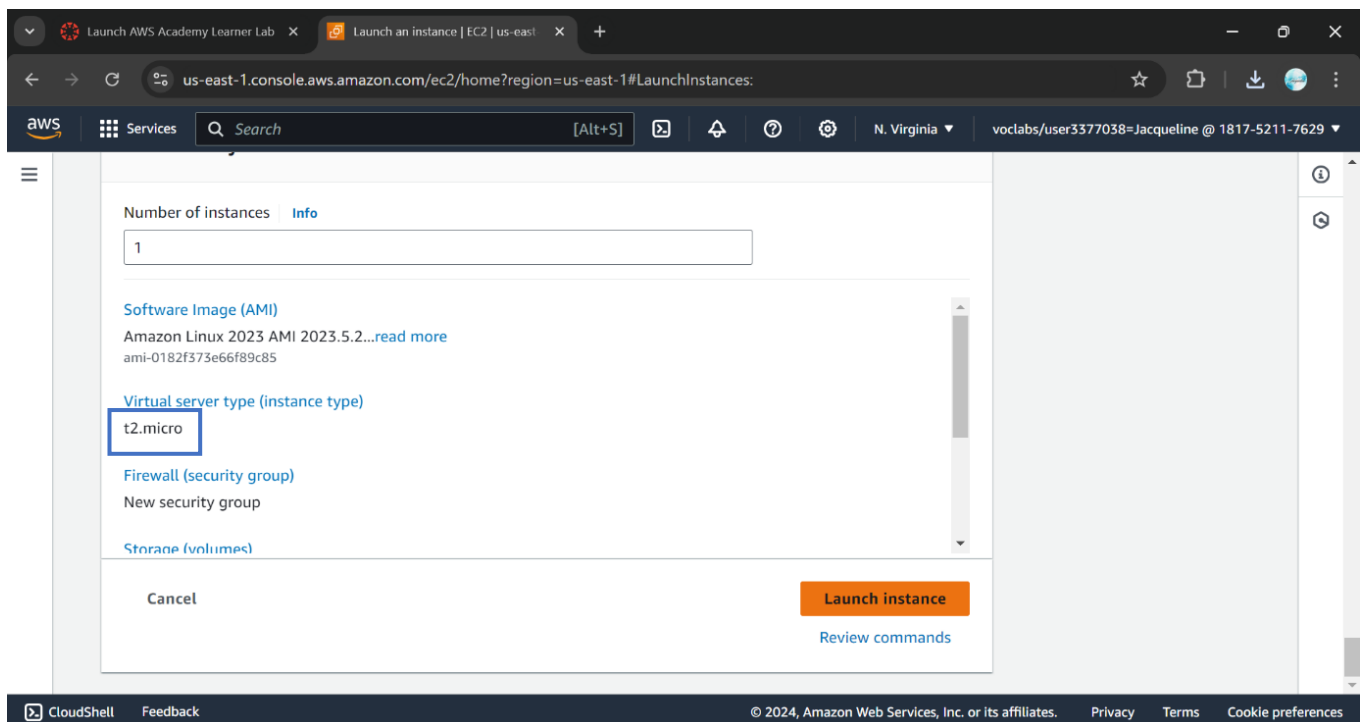 Launch AWS Academy Learner Lab
Launch an instance | EC2 | us-east
us-east-1.console.aws.amazon.com/ec2/home?region=us-east-1#LaunchInstances:
aws Services Search [Alt+S] N. Virginia voclabs/user3377038=Jacqueline @ 1817-5211-7629
Number of instances Info
1
Software Image (AMI)
Amazon Linux 2023 AMI 2023.5.2...read more
ami-0182f373e66f89c85
Virtual server type (instance type)
t2.micro
Firewall (security group)
New security group
Storage (volumes)
Cancel Launch instance
Review commands
CloudShell Feedback © 2024, Amazon Web Services, Inc. or its affiliates. Privacy Terms Cookie preferences